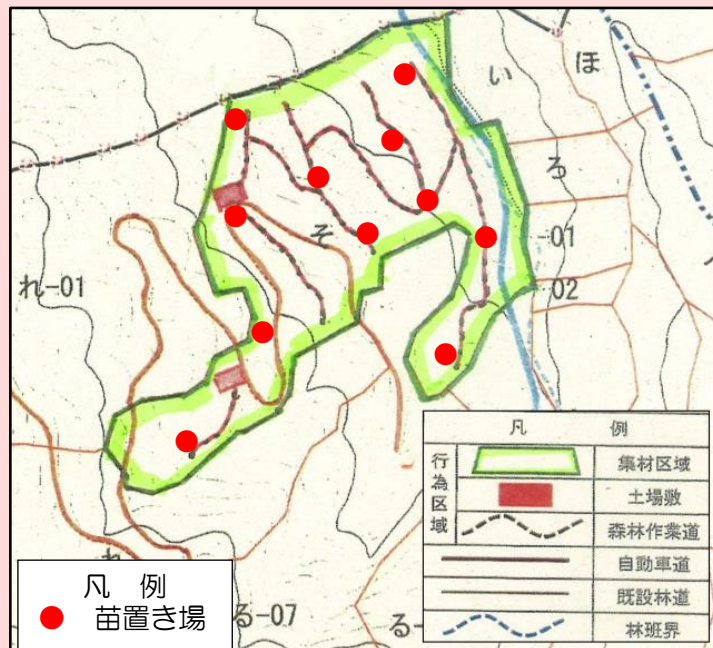 い
ほ
ろ
そ
-01
れ-01
02
凡 例
行為区域
集材区域
土場敷
森林作業道
自動車道
既設林道
林班界
凡 例
苗置き場
る-07
る-